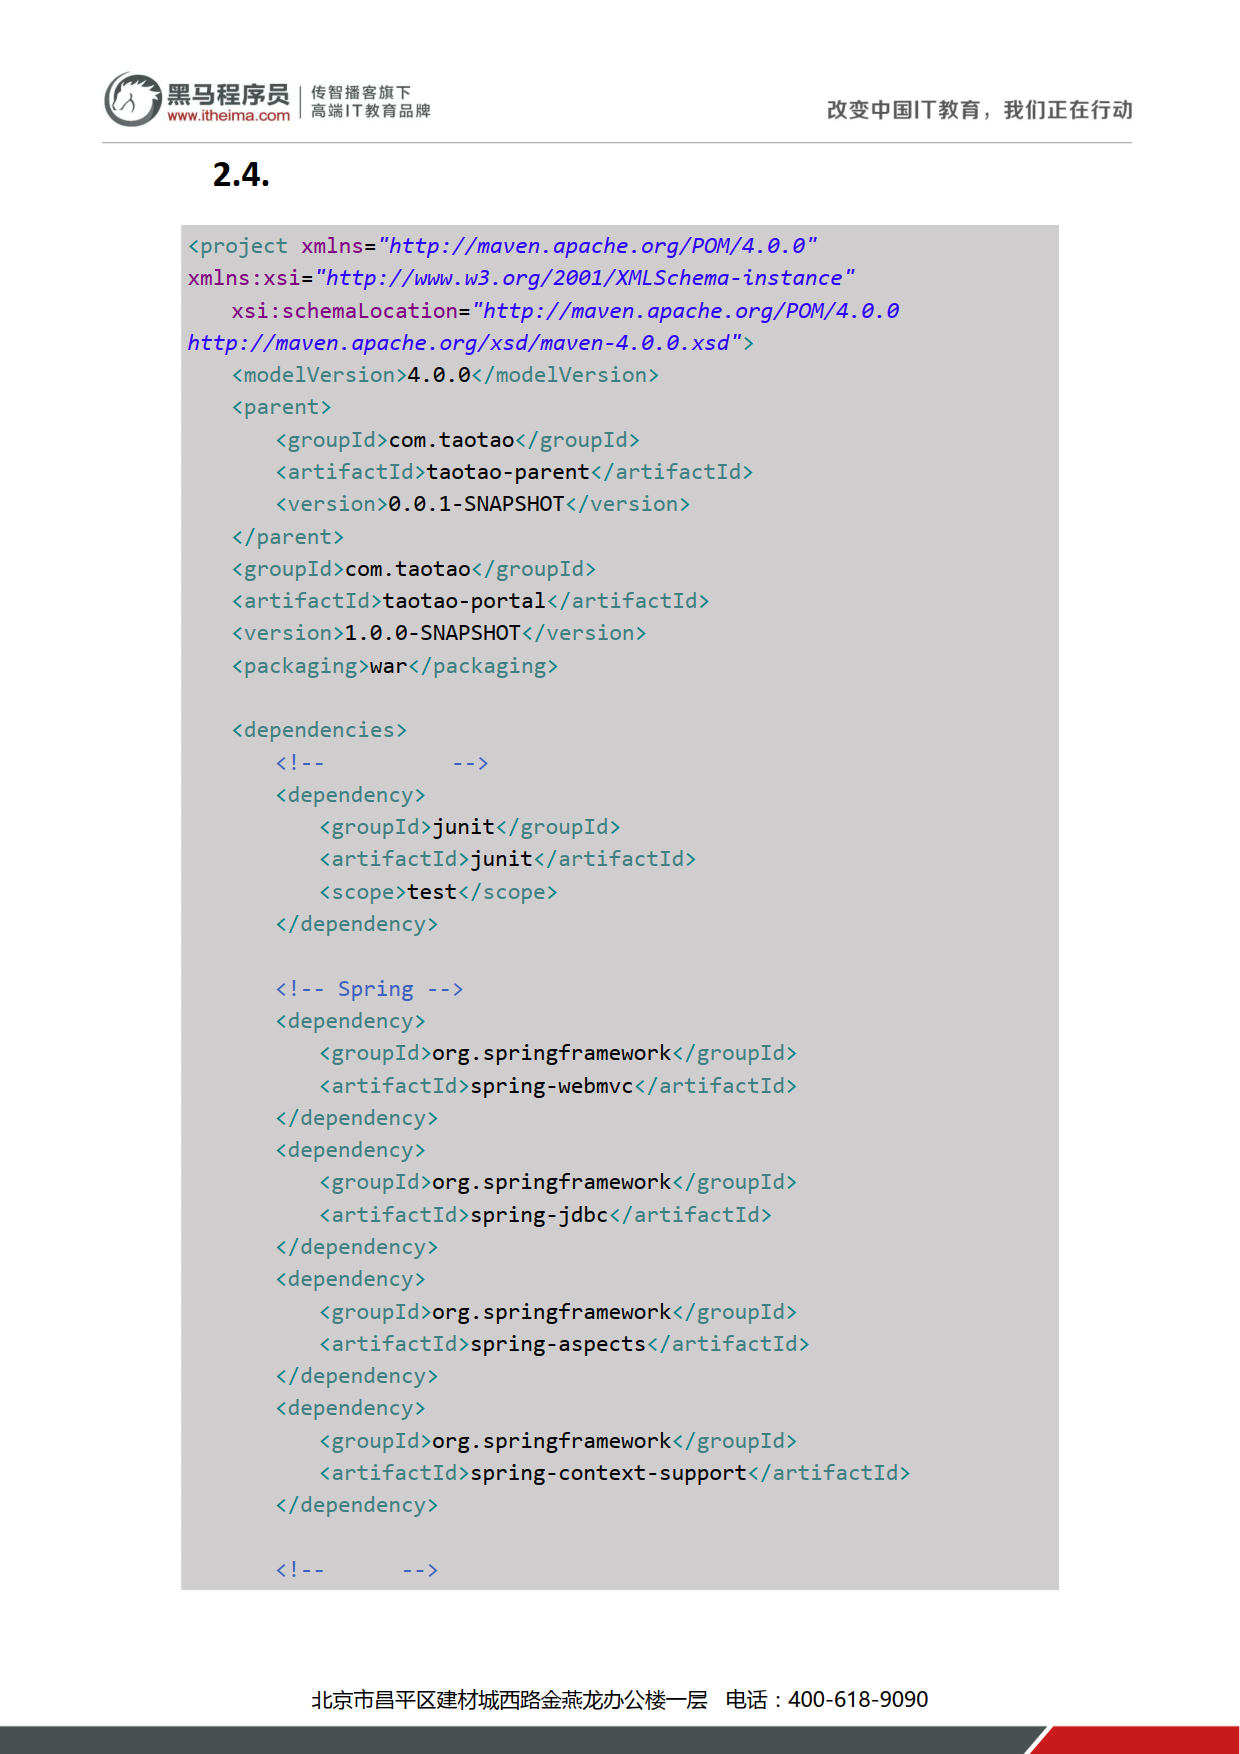 黑马程序员
www.itheima.com
传智播客旗下
高端IT教育品牌
改变中国IT教育，我们正在行动
2.4.
<project xmlns="http://maven.apache.org/POM/4.0.0"
xmlns:xsi="http://www.w3.org/2001/XMLSchema-instance"
xsi:schemaLocation="http://maven.apache.org/POM/4.0.0
http://maven.apache.org/xsd/maven-4.0.0.xsd">
<modelVersion>4.0.0</modelVersion>
<parent>
<groupId>com.taotao</groupId>
<artifactId>taotao-parent</artifactId>
<version>0.0.1-SNAPSHOT</version>
</parent>
<groupId>com.taotao</groupId>
<artifactId>taotao-portal</artifactId>
<version>1.0.0-SNAPSHOT</version>
<packaging>war</packaging>
<dependencies>
<!-- -->
<dependency>
<groupId>junit</groupId>
<artifactId>junit</artifactId>
<scope>test</scope>
</dependency>
<!-- Spring -->
<dependency>
<groupId>org.springframework</groupId>
<artifactId>spring-webmvc</artifactId>
</dependency>
<dependency>
<groupId>org.springframework</groupId>
<artifactId>spring-jdbc</artifactId>
</dependency>
<dependency>
<groupId>org.springframework</groupId>
<artifactId>spring-aspects</artifactId>
</dependency>
<dependency>
<groupId>org.springframework</groupId>
<artifactId>spring-context-support</artifactId>
</dependency>
<!-- -->
北京市昌平区建材城西路金燕龙办公楼一层 电话：400-618-9090